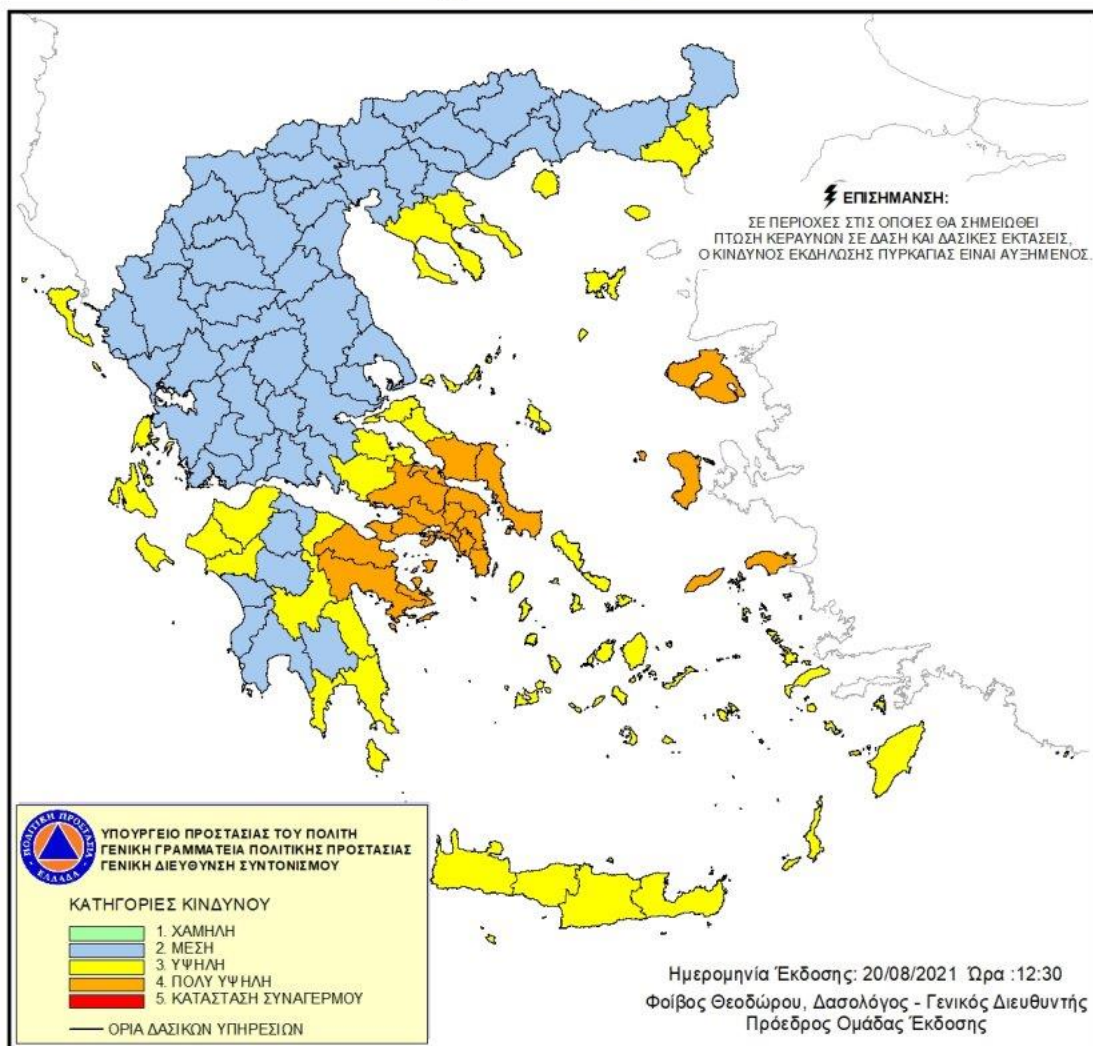 ΕΠΙΣΗΜΑΝΣΗ:
ΣΕ ΠΕΡΙΟΧΕΣ ΣΤΙΣ ΟΠΟΙΕΣ ΘΑ ΣΗΜΕΙΩΘΕΙ
ΠΤΩΣΗ ΚΕΡΑΥΝΩΝ ΣΕ ΔΑΣΗ ΚΑΙ ΔΑΣΙΚΕΣ ΕΚΤΑΣΕΙΣ,
Ο ΚΙΝΔΥΝΟΣ ΕΚΔΗΛΩΣΗΣ ΠΥΡΚΑΓΙΑΣ ΕΙΝΑΙ ΑΥΞΗΜΕΝΟΣ.
ΠΟΛΙΤΙΚΗ ΠΡΟΣΤΑΣΙΑ
ΕΛΛΑΔΑ
ΥΠΟΥΡΓΕΙΟ ΠΡΟΣΤΑΣΙΑΣ ΤΟΥ ΠΟΛΙΤΗ
ΓΕΝΙΚΗ ΓΡΑΜΜΑΤΕΙΑ ΠΟΛΙΤΙΚΗΣ ΠΡΟΣΤΑΣΙΑΣ
ΓΕΝΙΚΗ ΔΙΕΥΘΥΝΣΗ ΣΥΝΤΟΝΙΣΜΟΥ
ΚΑΤΗΓΟΡΙΕΣ ΚΙΝΔΥΝΟΥ
1. ΧΑΜΗΛΗ
2. ΜΕΣΗ
3. ΥΨΗΛΗ
4. ΠΟΛΥ ΥΨΗΛΗ
5. ΚΑΤΑΣΤΑΣΗ ΣΥΝΑΓΕΡΜΟΥ
ΟΡΙΑ ΔΑΣΙΚΩΝ ΥΠΗΡΕΣΙΩΝ
Ημερομηνία Έκδοσης: 20/08/2021 Ώρα :12:30
Φοίβος Θεοδώρου, Δασολόγος - Γενικός Διευθυντής
Πρόεδρος Ομάδας Έκδοσης